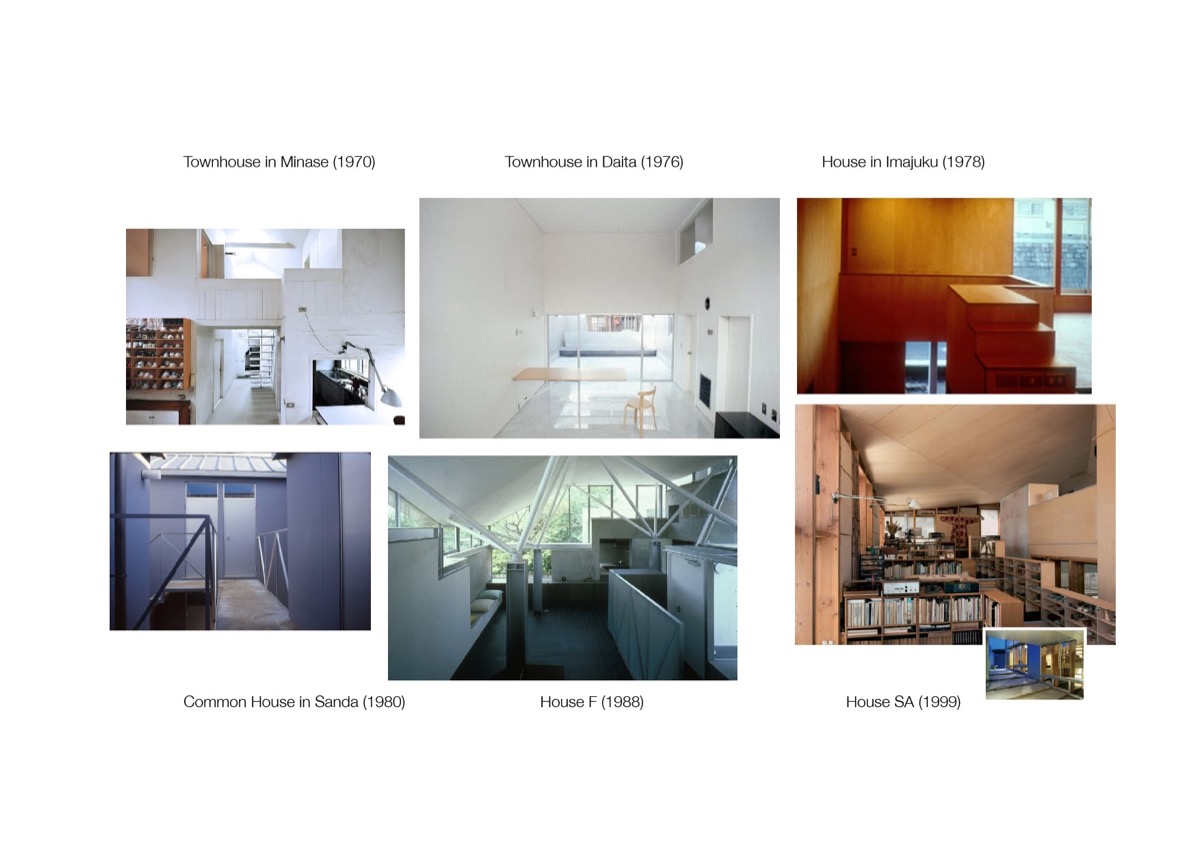 Townhouse in Minase (1970)
Townhouse in Daita (1976)
House in Imajuku (1978)
Common House in Sanda (1980)
House F (1988)
House SA (1999)